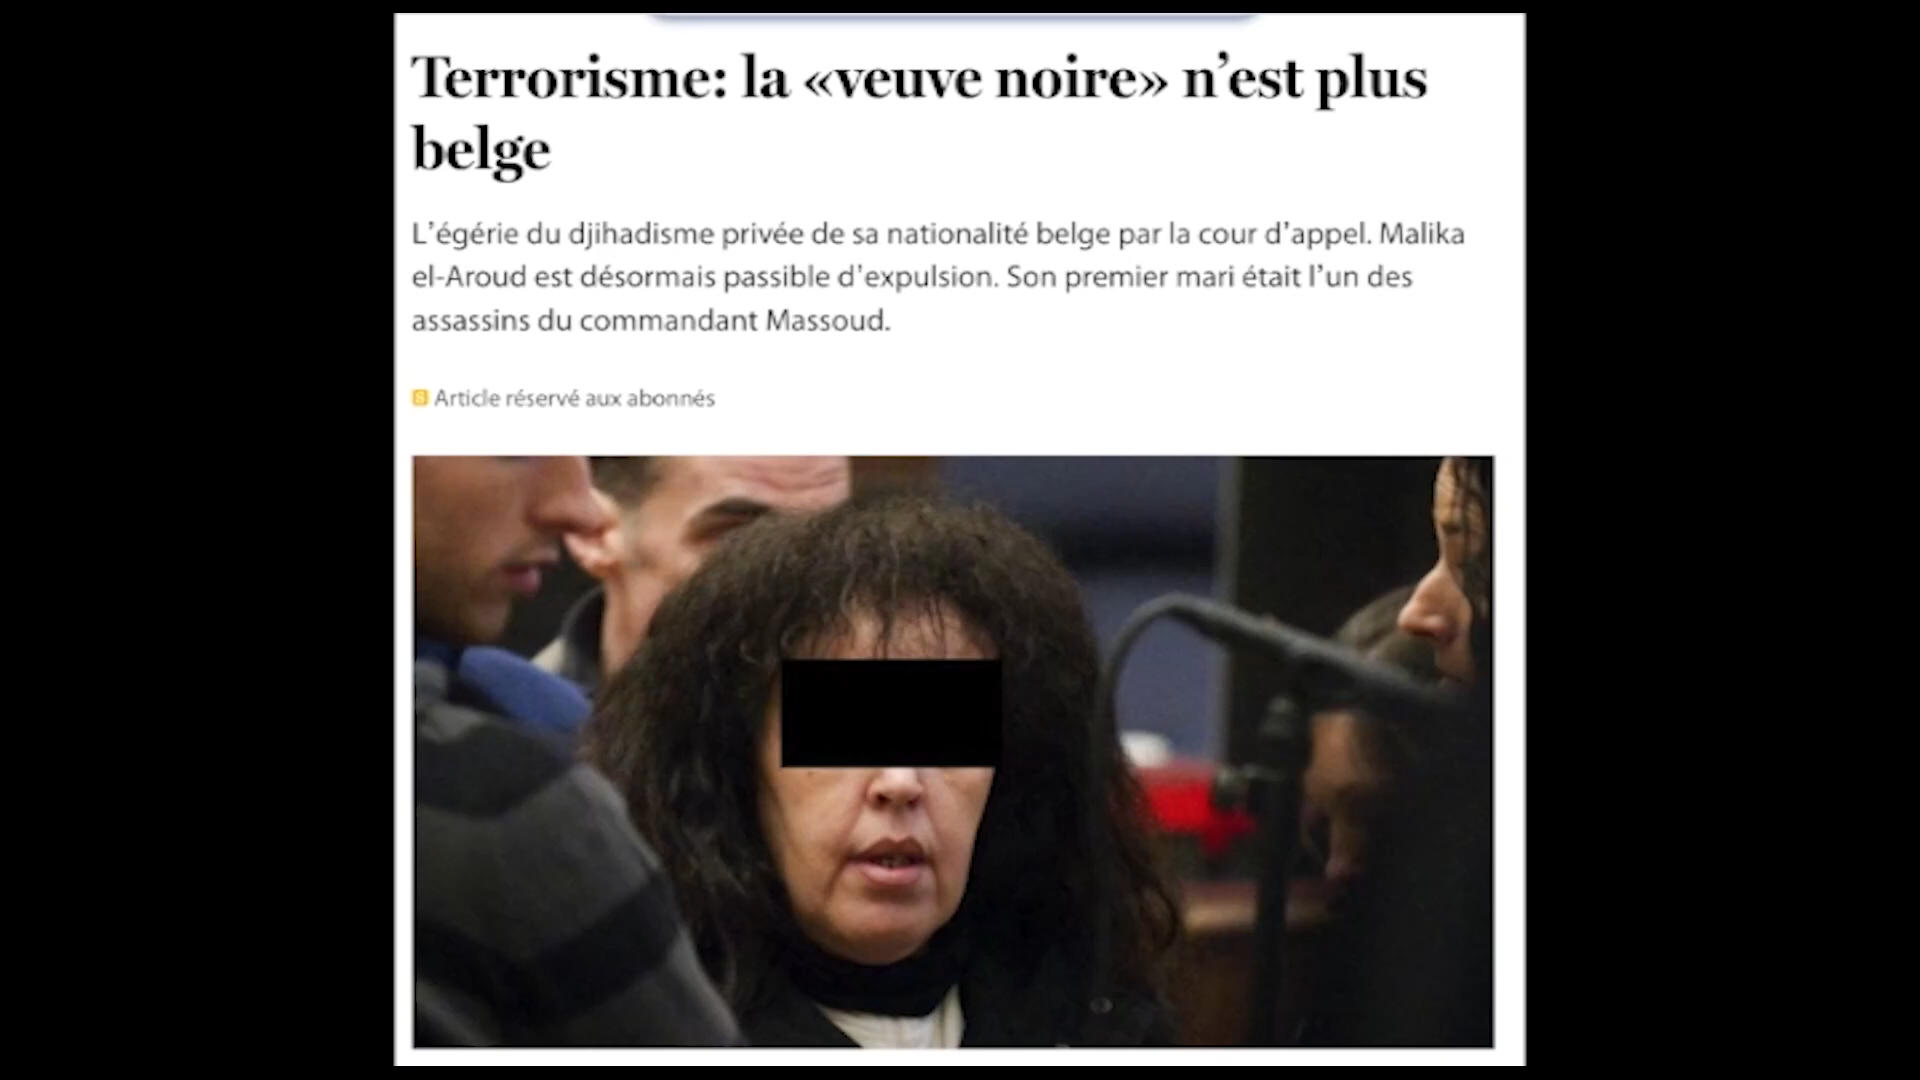 Terrorisme: la «veuve noire» n’est plus
belge
L’égérie du djihadisme privée de sa nationalité belge par la cour d’appel. Malika
el-Aroud est désormais passible d’expulsion. Son premier mari était l’un des
assassins du commandant Massoud.
S Article réservé aux abonnés